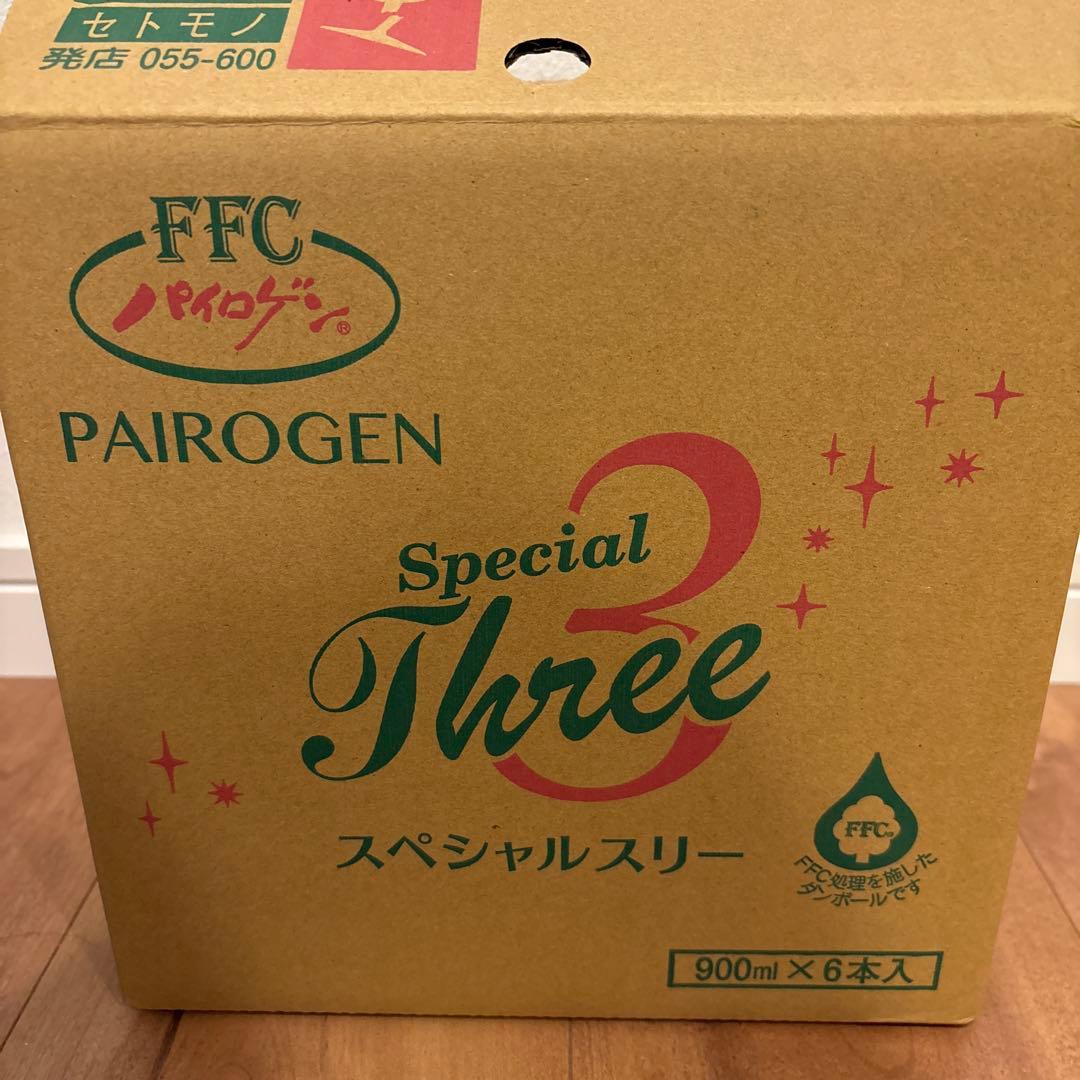 セトモノ
発店 055-600
FFC
パイロゲン®
PAIROGEN
3
Special
Three
スペシャルスリー
FFC®
FFC処理を施した
ダンボールです
900ml×6本入